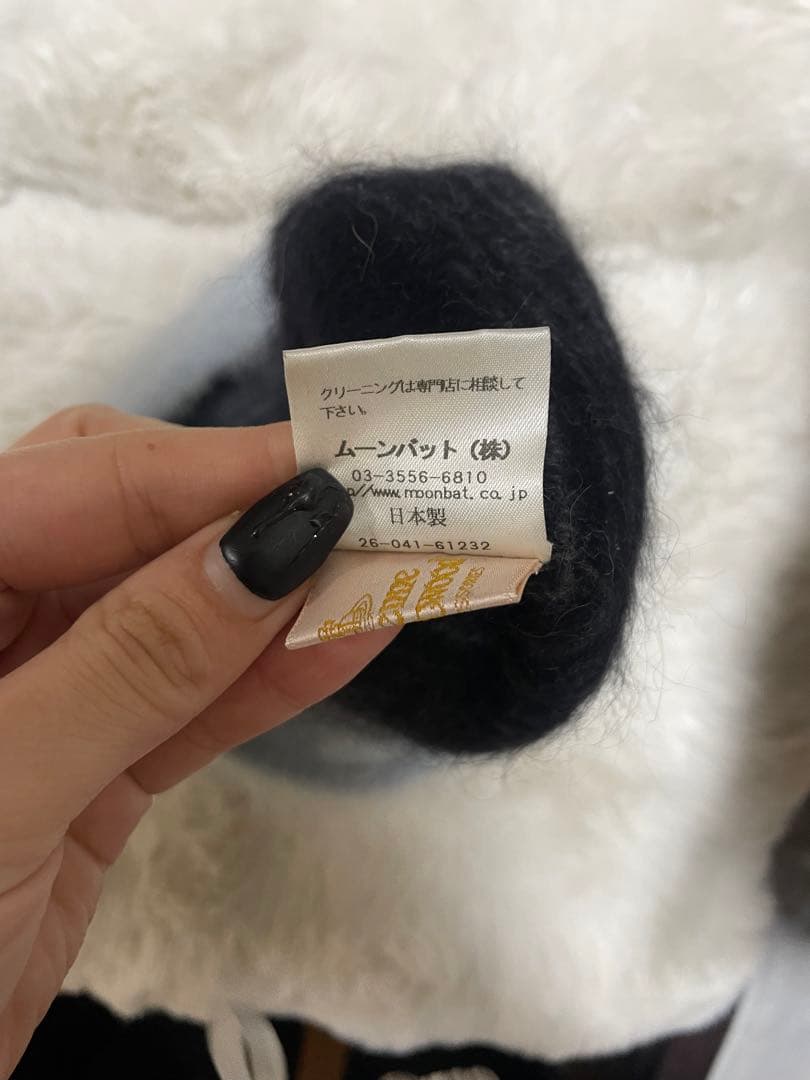 クリーニングは専門店に相談して
下さい。
ムーンバット（株）
03-3556-6810
//www.moonbat.co.jp
日本製
26-041-61232